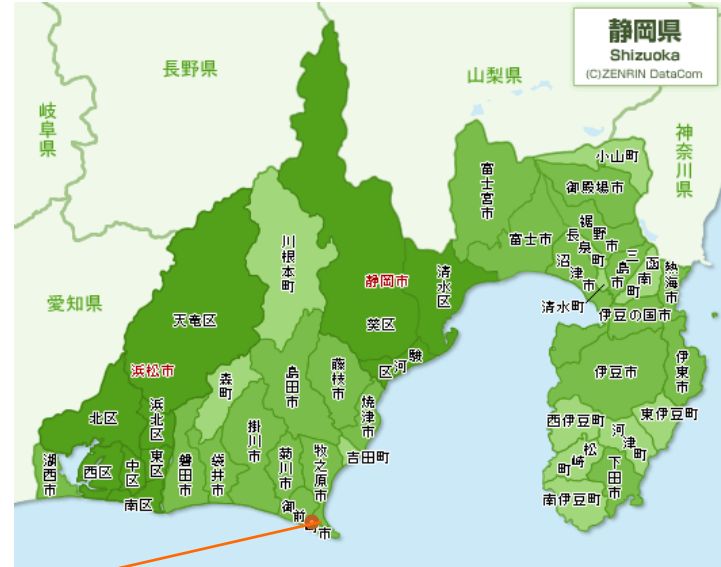 静岡県
Shizuoka
(C)ZENRIN DataCom
長野県
山梨県
岐阜県
神奈川県
愛知県
小山町
御殿場市
富士宮市
富士市
裾野市
長泉町
沼津市
三島市
函南町
熱海市
清水町
伊豆の国市
川根本町
静岡市
清水区
葵区
駿河区
天竜区
浜松市
伊豆市
伊東市
森町
島田市
藤枝市
焼津市
北区
浜北区
掛川市
菊川市
牧之原市
吉田町
西伊豆町
東伊豆町
河津町
松崎町
下田市
南伊豆町
湖西市
西区
中区
東区
南区
磐田市
袋井市
御前市